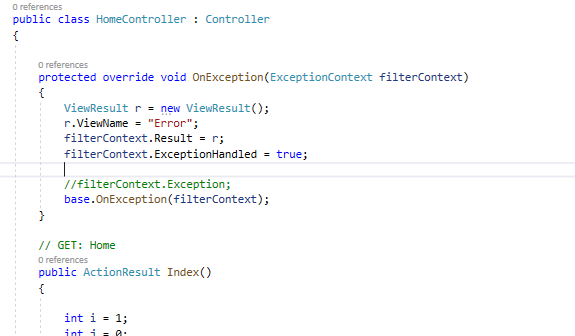 0 references
public class HomeController : Controller
{
0 references
protected override void OnException(ExceptionContext filterContext)
{
ViewResult r = new ViewResult();
r.ViewName = "Error";
filterContext.Result = r;
filterContext.ExceptionHandled = true;
//filterContext.Exception;
base.OnException(filterContext);
}
// GET: Home
0 references
public ActionResult Index()
{
int i = 1;
int j = 0;